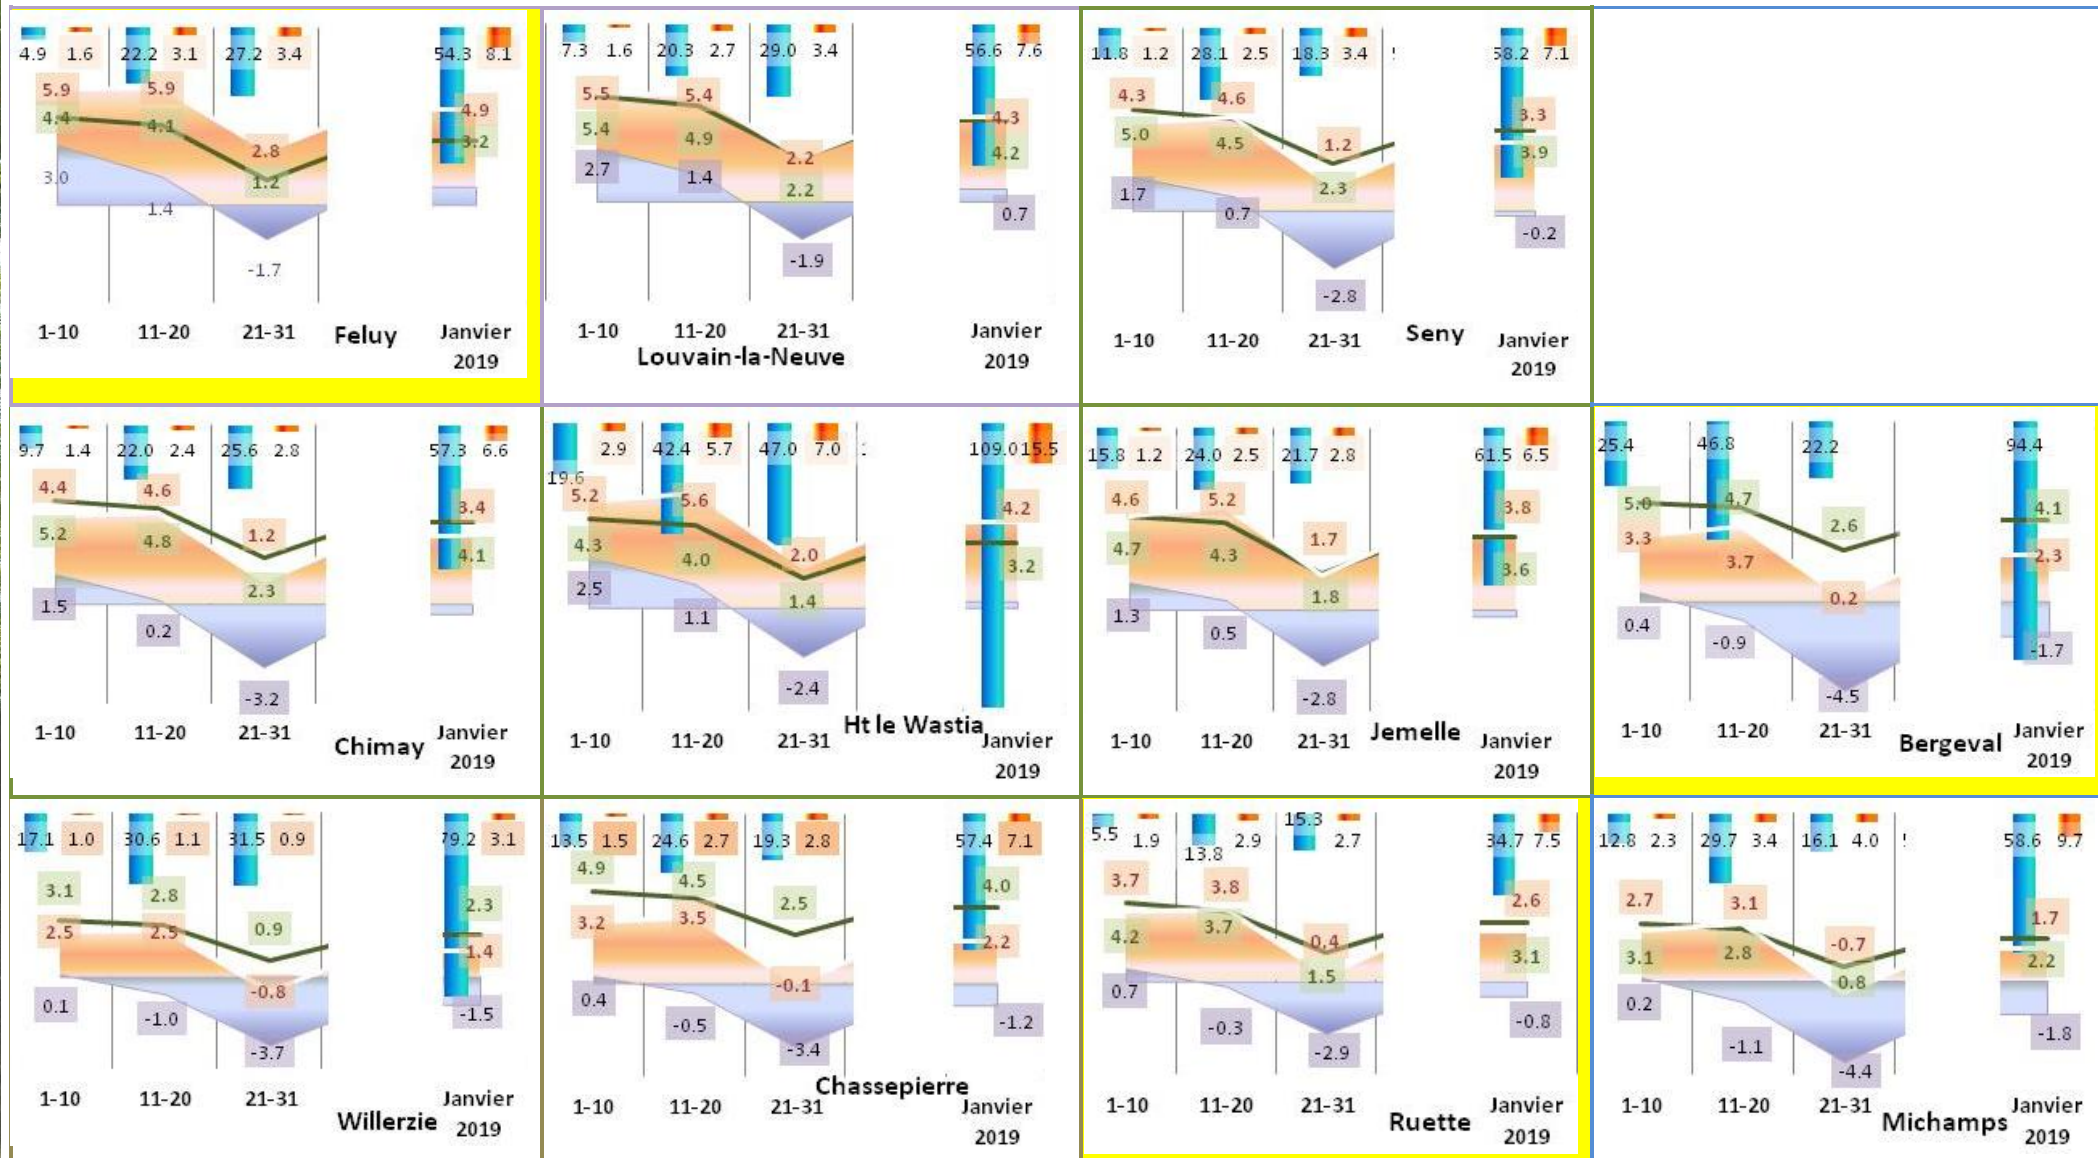 4.9 1.6 22.2 3.1 27.2 3.4 54.3 8.1
5.9 5.9 4.9
4.4 4.1 3.2
2.8
3.0 1.2
1.4
-1.7
1-10 11-20 21-31 Feluy Janvier
2019
7.3 1.6 20.3 2.7 29.0 3.4 56.6 7.6
5.5 5.4 4.3
5.4 4.9 4.2
2.7 1.4 2.2
2.2 0.7
-1.9
1-10 11-20 21-31 Janvier
Louvain-la-Neuve 2019
11.8 1.2 28.1 2.5 18.3 3.4 58.2 7.1
4.3 4.6 3.3
5.0 4.5 1.2 3.9
1.7 0.7 2.3 -0.2
-2.8
1-10 11-20 21-31 Seny Janvier
2019
9.7 1.4 22.0 2.4 25.6 2.8 57.3 6.6
4.4 4.6 3.4
5.2 4.8 1.2 4.1
1.5 0.2 2.3
-3.2
1-10 11-20 21-31 Chimay Janvier
2019
19.6 2.9 42.4 5.7 47.0 7.0 109.0 15.5
5.2 5.6 4.2
4.3 4.0 2.0 3.2
2.5 1.1 1.4
-2.4
1-10 11-20 21-31 Ht le Wastia Janvier
2019
15.8 1.2 24.0 2.5 21.7 2.8 61.5 6.5
4.6 5.2 3.8
4.7 4.3 1.7 3.6
1.3 0.5 1.8
-2.8
1-10 11-20 21-31 Jemelle Janvier
2019
25.4 46.8 22.2 94.4
5.0 4.7 2.6 4.1
3.3 3.7 2.3
0.4 -0.9 0.2 -1.7
-4.5
1-10 11-20 21-31 Bergeval Janvier
2019
17.1 1.0 30.6 1.1 31.5 0.9 79.2 3.1
3.1 2.8 2.3
2.5 2.5 0.9 1.4
0.1 -1.0 -0.8 -1.5
-3.7
1-10 11-20 21-31 Willerzie Janvier
2019
13.5 1.5 24.6 2.7 19.3 2.8 57.4 7.1
4.9 4.5 2.5 4.0
3.2 3.5 2.2
0.4 -0.5 -0.1 -1.2
-3.4
1-10 11-20 21-31 Chassepierre Janvier
2019
5.5 1.9 13.8 2.9 15.3 2.7 34.7 7.5
3.7 3.8 2.6
4.2 3.7 0.4 3.1
0.7 -0.3 1.5 -0.8
-2.9
1-10 11-20 21-31 Ruette Janvier
2019
12.8 2.3 29.7 3.4 16.1 4.0 58.6 9.7
2.7 3.1 1.7
3.1 2.8 -0.7 2.2
0.2 -1.1 0.8 -1.8
-4.4
1-10 11-20 21-31 Michamps Janvier
2019